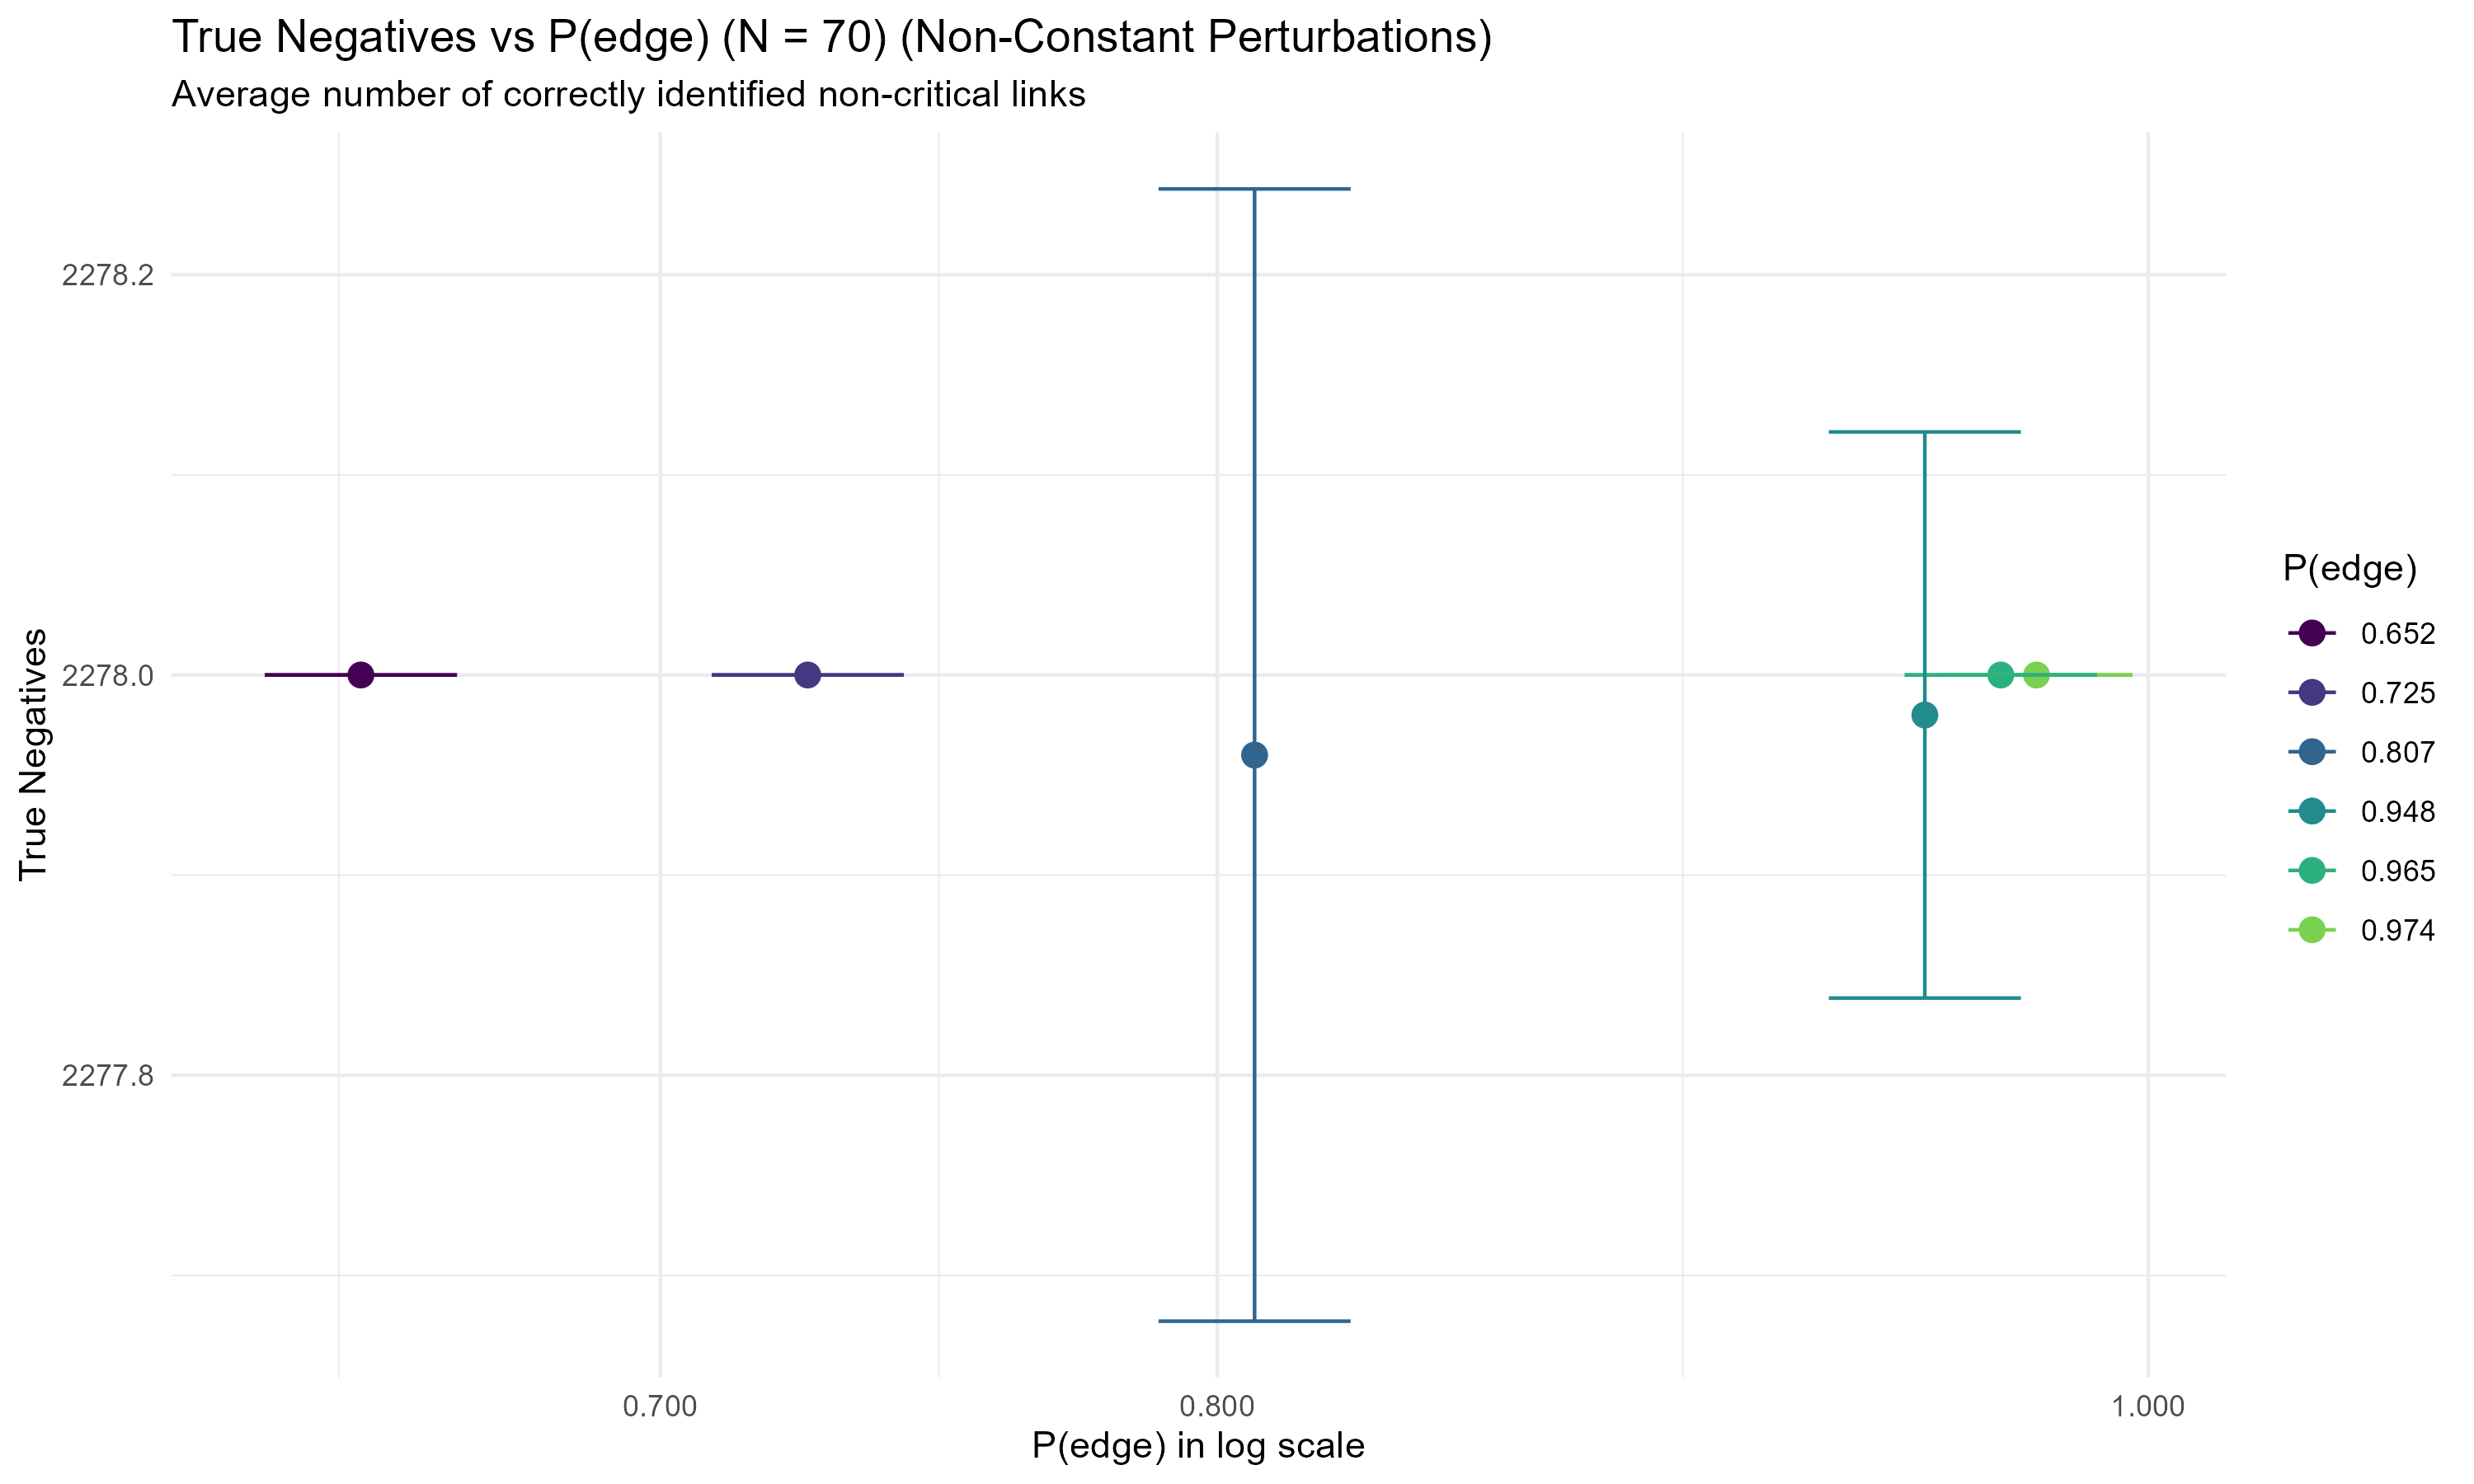 True Negatives vs P(edge) (N = 70) (Non-Constant Perturbations)
Average number of correctly identified non-critical links
True Negatives
2278.2
2278.0
2277.8
0.700
0.800
1.000
P(edge) in log scale
P(edge)
0.652
0.725
0.807
0.948
0.965
0.974